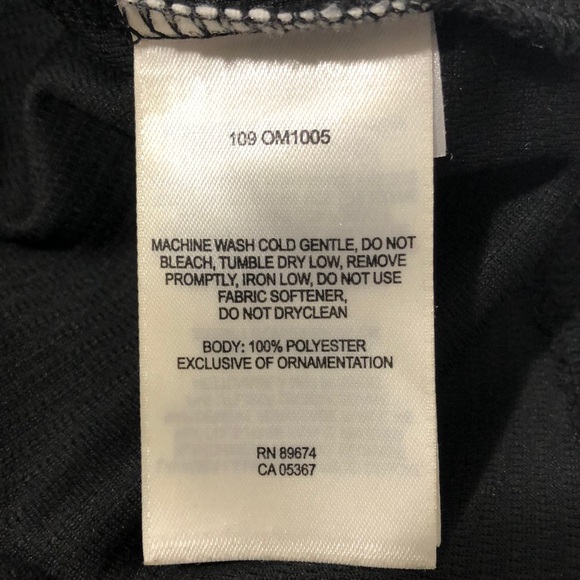 109 OM1005
MACHINE WASH COLD GENTLE, DO NOT
BLEACH, TUMBLE DRY LOW, REMOVE
PROMPTLY, IRON LOW, DO NOT USE
FABRIC SOFTENER,
DO NOT DRYCLEAN
BODY: 100% POLYESTER
EXCLUSIVE OF ORNAMENTATION
RN 89674
CA 05367